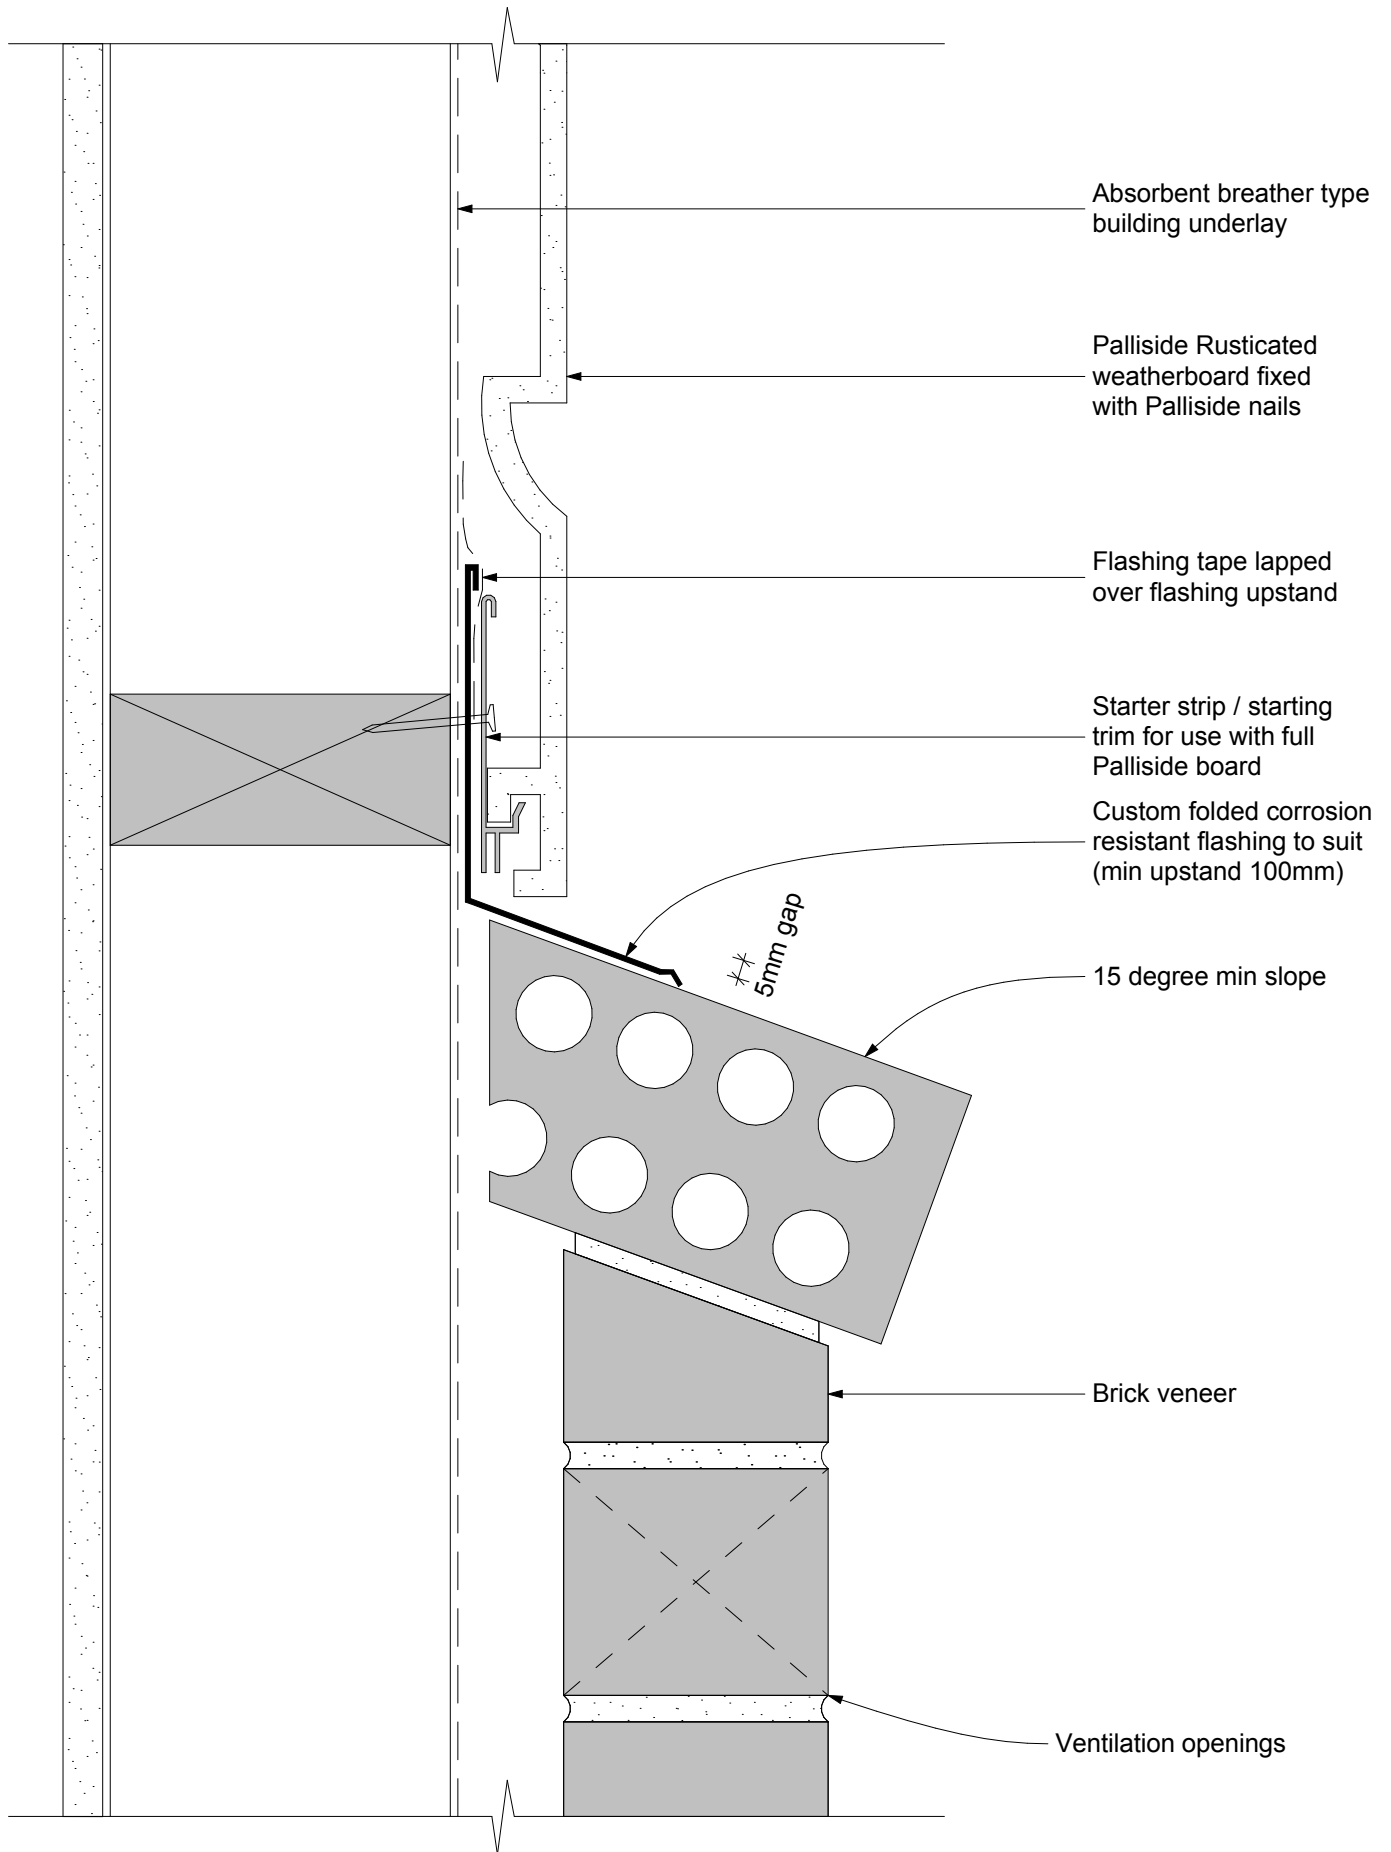 Absorbent breather type
building underlay
Palliside Rusticated
weatherboard fixed
with Palliside nails
Flashing tape lapped
over flashing upstand
Starter strip / starting
trim for use with full
Palliside board
Custom folded corrosion
resistant flashing to suit
(min upstand 100mm)
5mm gap
15 degree min slope
Brick veneer
Ventilation openings